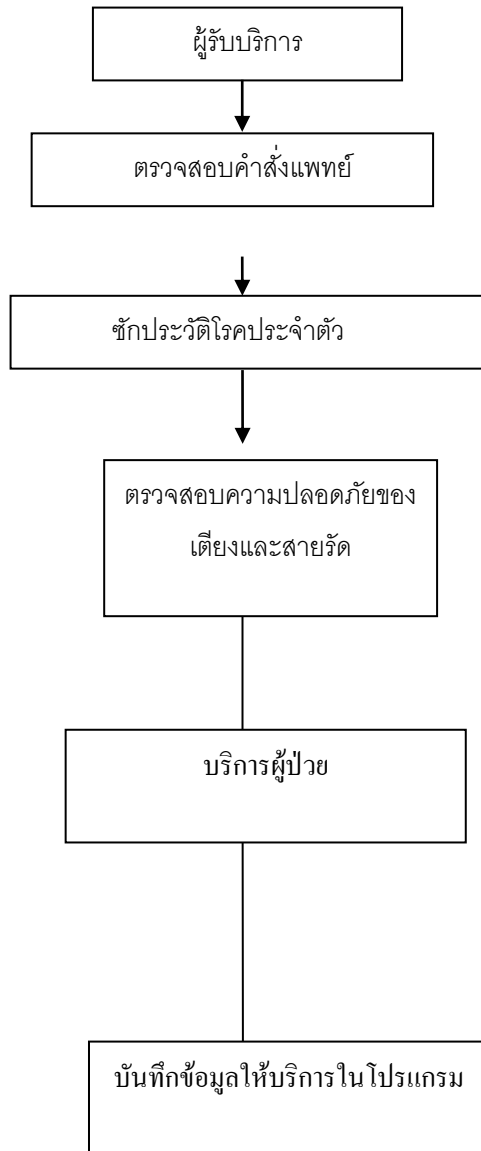 ผู้รับบริการ
ตรวจสอบคำสั่งแพทย์
ซักประวัติโรคประจำตัว
ตรวจสอบความปลอดภัยของ
เตียงและสายรัด
บริการผู้ป่วย
บันทึกข้อมูลให้บริการในโปรแกรม